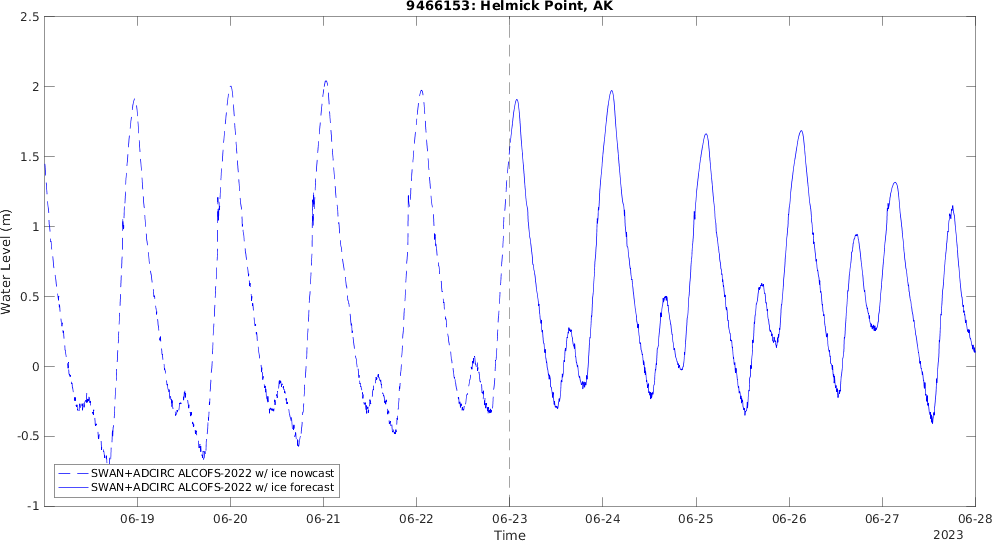 9466153: Helmick Point, AK
2.5
2
1.5
1
0.5
0
-0.5
-1
Water Level (m)
SWAN+ADCIRC ALCOFS-2022 w/ ice nowcast
SWAN+ADCIRC ALCOFS-2022 w/ ice forecast
06-19 06-20 06-21 06-22 06-23 06-24 06-25 06-26 06-27 06-28
Time
2023